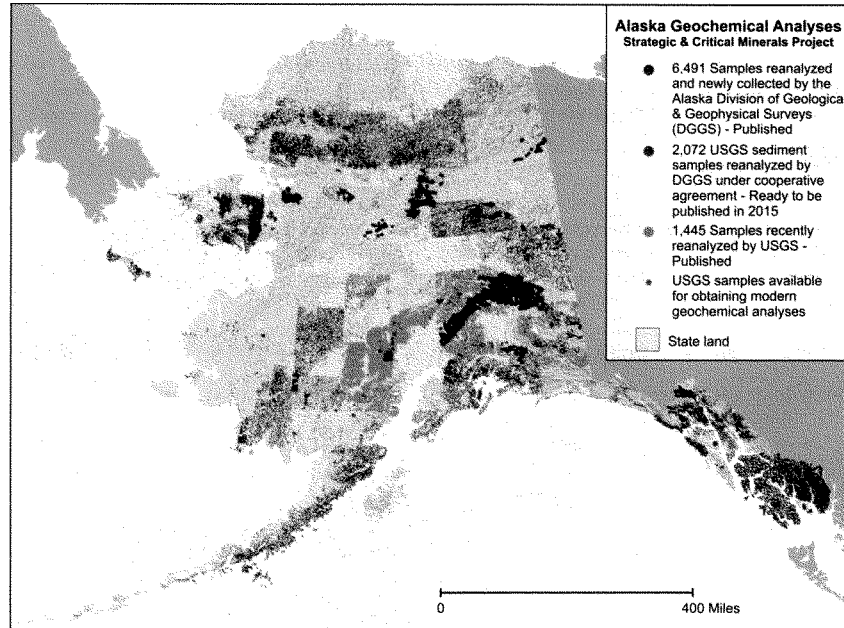 Alaska Geochemical Analyses
Strategic & Critical Minerals Project
6,491 Samples reanalyzed
and newly collected by the
Alaska Division of Geologica
& Geophysical Surveys
(DGGS) - Published
2,072 USGS sediment
samples reanalyzed by
DGGS under cooperative
agreement - Ready to be
published in 2015
1,445 Samples recently
reanalyzed by USGS -
Published
USGS samples available
for obtaining modern
geochemical analyses
State land
0
400 Miles